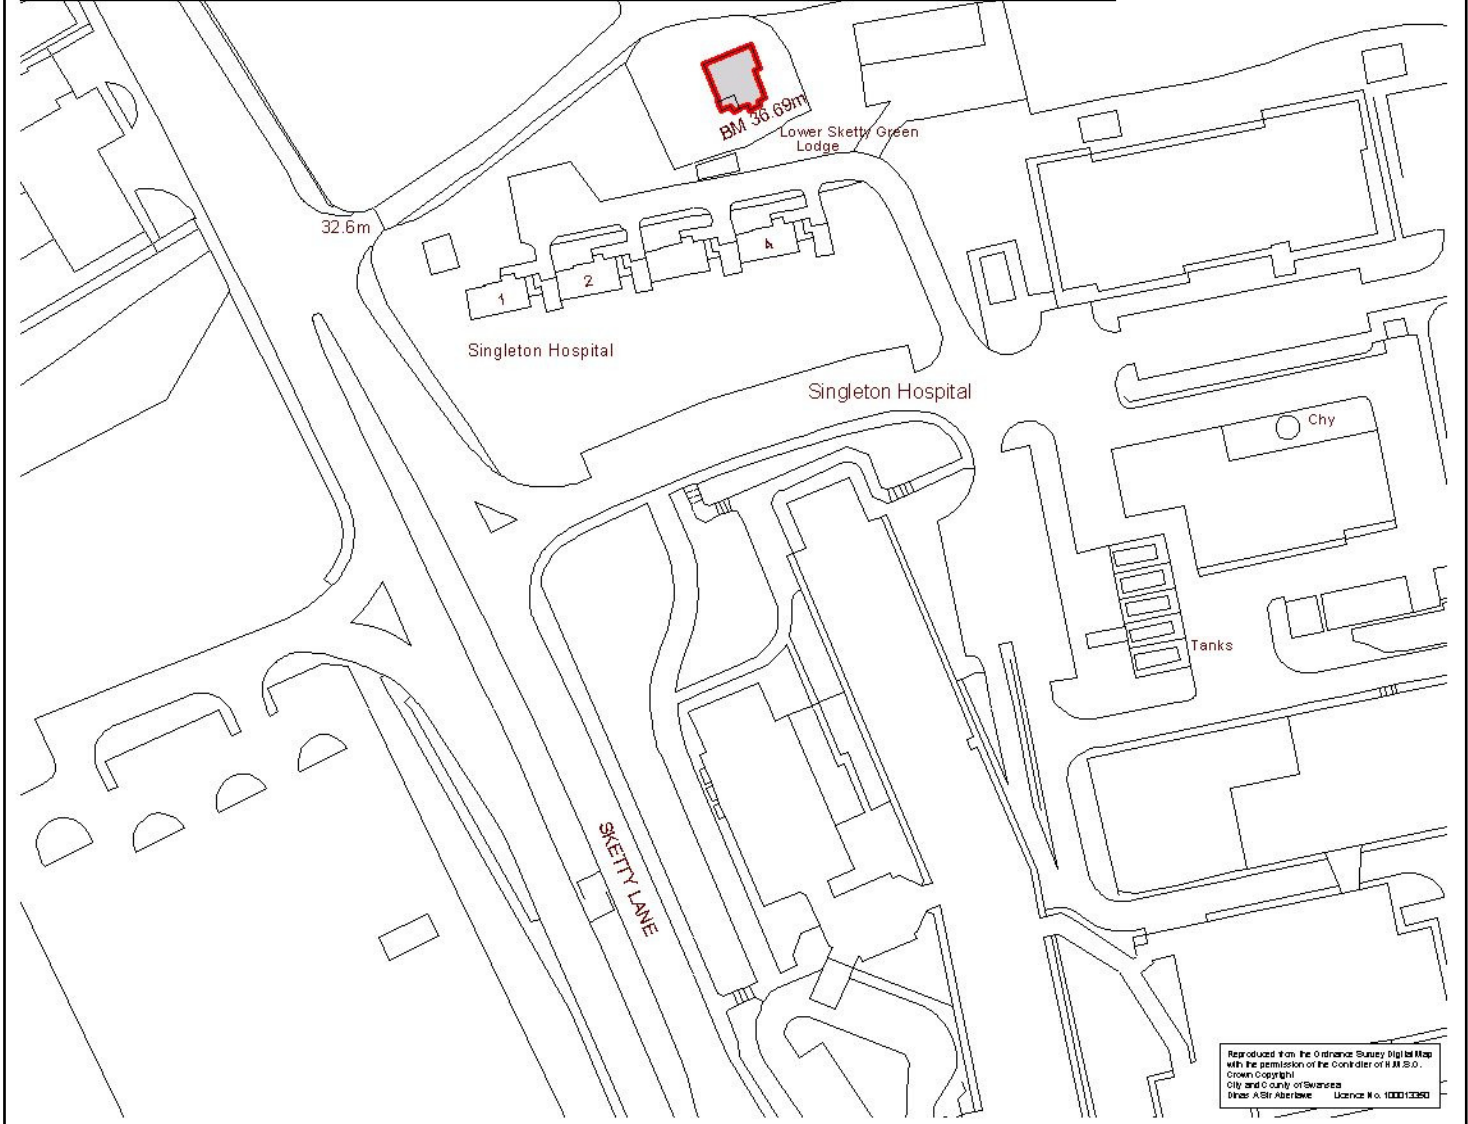 BM 36.69m
Lower Sketty Green
Lodge
32.6m
4
2
1
Singleton Hospital
Singleton Hospital
Chy
Tanks
SKETTY LANE
Reproduced from the Ordnance Survey Digital Map
with the permission of the Controller of H.M.S.O.
Crown Copyright
City and County of Swansea
Dinas A Sir Abertawe Licence No. 100013390